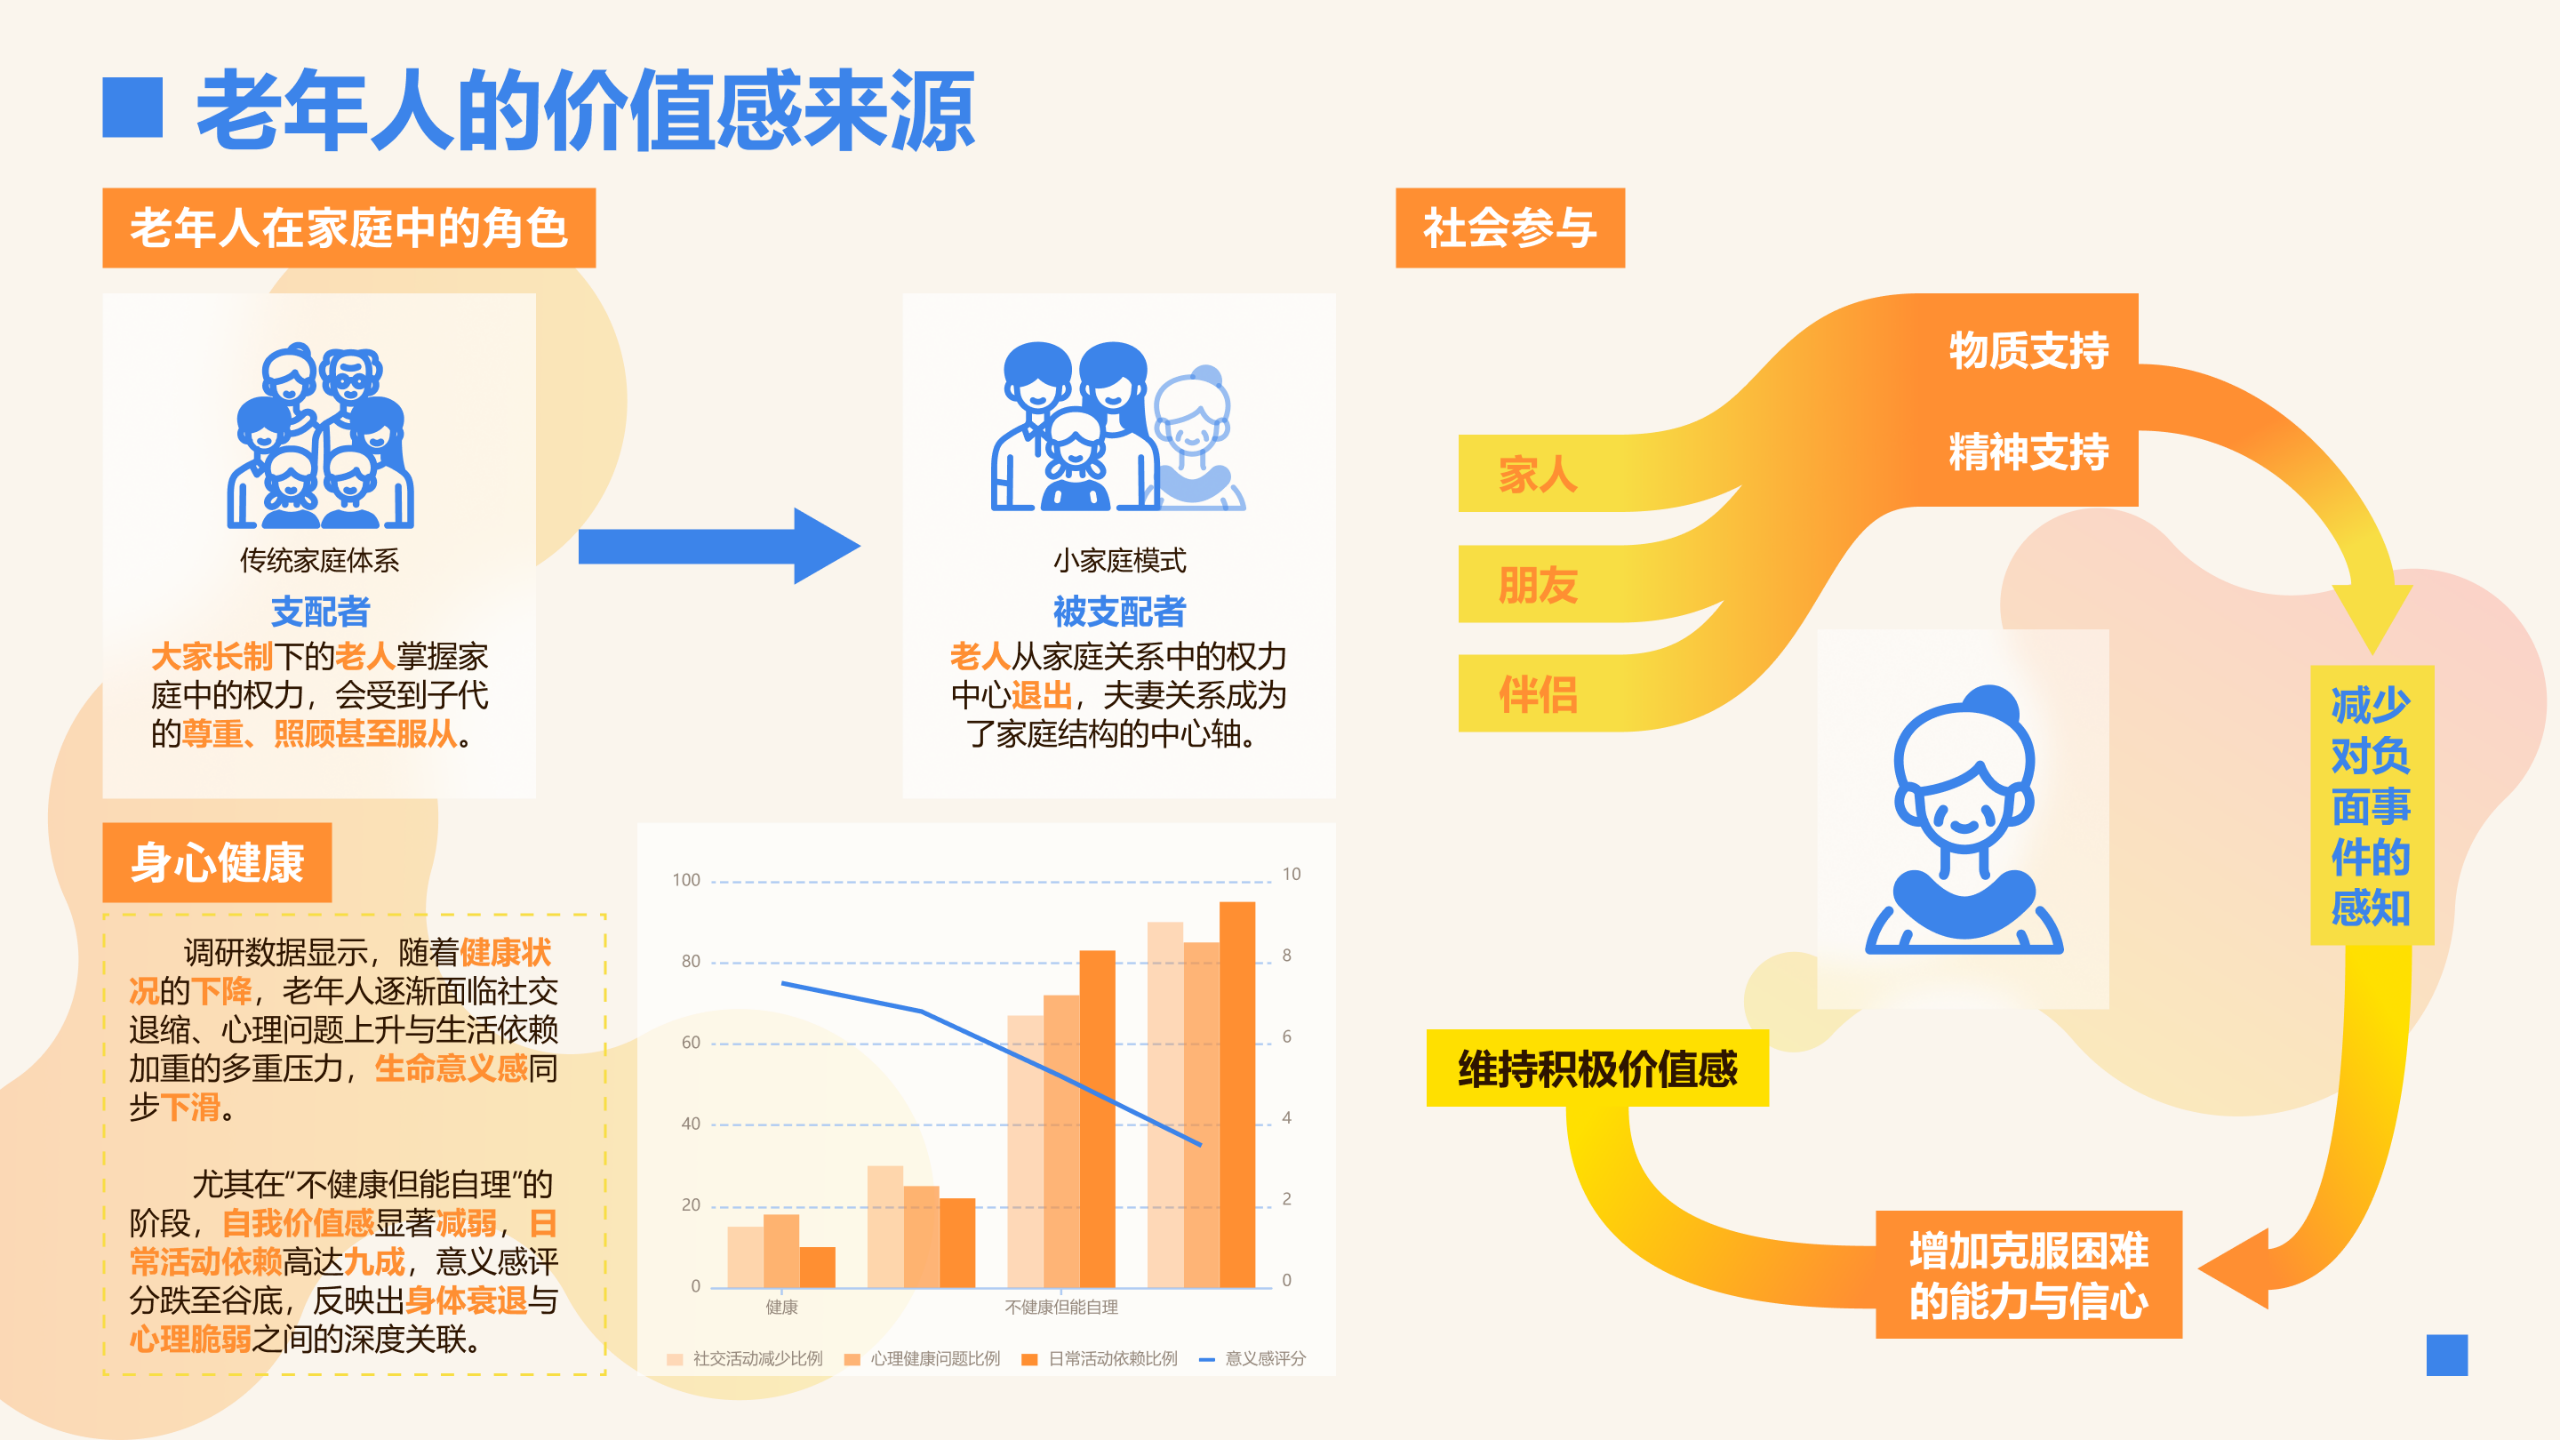 老年人的价值感来源
老年人在家庭中的角色
传统家庭体系
支配者
大家长制下的老人掌握家
庭中的权力，会受到子代
的尊重、照顾甚至服从。
小家庭模式
被支配者
老人从家庭关系中的权力
中心退出，夫妻关系成为
了家庭结构的中心轴。
身心健康
调研数据显示，随着健康状
况的下降，老年人逐渐面临社交
退缩、心理问题上升与生活依赖
加重的多重压力，生命意义感同
步下滑。
尤其在“不健康但能自理”的
阶段，自我价值感显著减弱，日
常活动依赖高达九成，意义感评
分跌至谷底，反映出身体衰退与
心理脆弱之间的深度关联。
100
80
60
40
20
0
10
8
6
4
2
0
健康
不健康但能自理
社交活动减少比例
心理健康问题比例
日常活动依赖比例
意义感评分
社会参与
家人
朋友
伴侣
物质支持
精神支持
减少
对负
面事
件的
感知
增加克服困难
的能力与信心
维持积极价值感